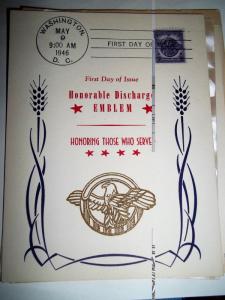 WASHINGTON
MAY
9
9:00 AM
1946
D. C.
FIRST DAY OF
First Day of Issue
Honorable Discharge
EMBLEM
HONORING THOSE WHO SERVE